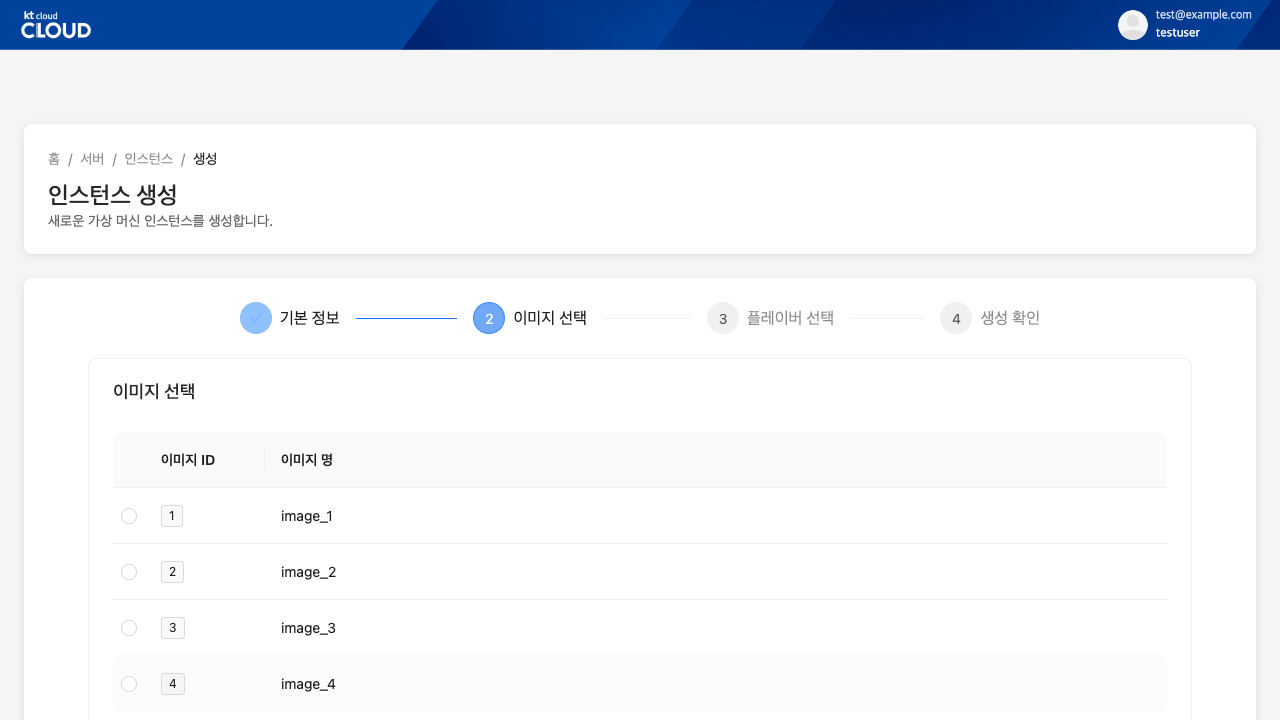 kt cloud
CLOUD
test@example.com
testuser
홈 / 서버 / 인스턴스 / 생성
인스턴스 생성
새로운 가상 머신 인스턴스를 생성합니다.
기본 정보
2 이미지 선택
3 플레이버 선택
4 생성 확인
이미지 선택
이미지 ID 이미지 명
1 image_1
2 image_2
3 image_3
4 image_4